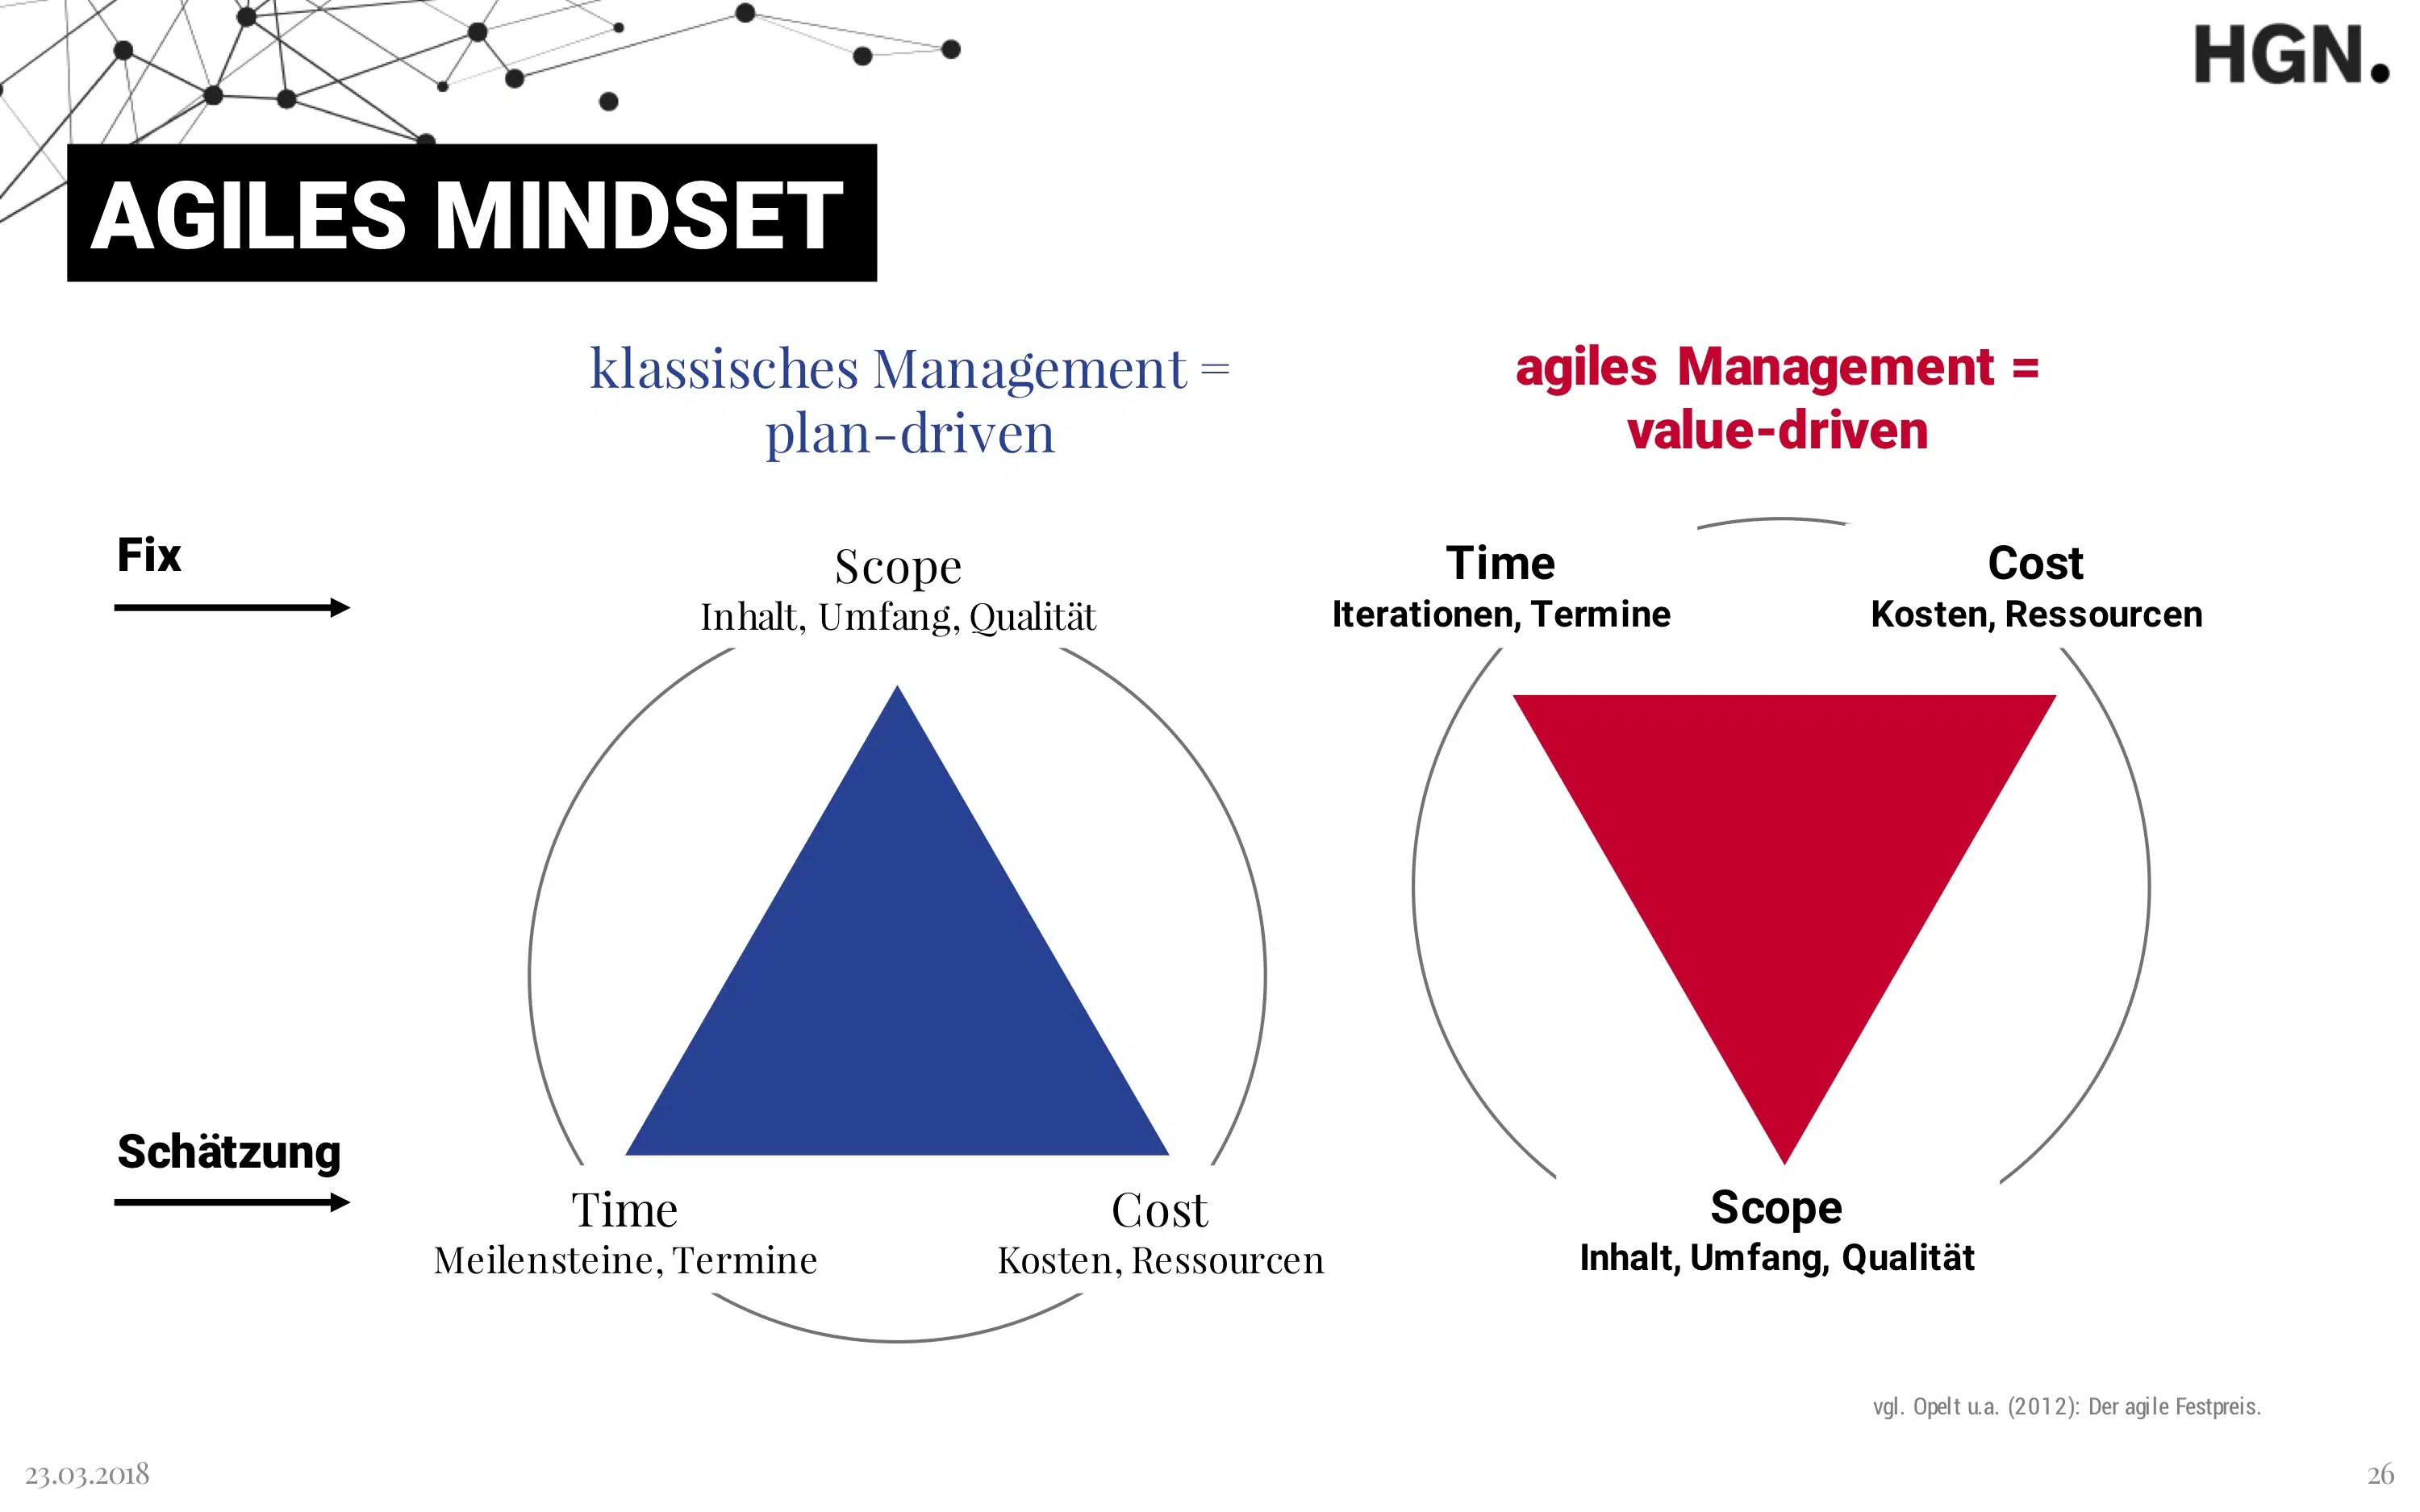 HGN.
AGILES MINDSET
klassisches Management =
plan-driven
agiles Management =
value-driven
Fix
Scope
Inhalt, Umfang, Qualität
Time
Iterationen, Termine
Cost
Kosten, Ressourcen
Schätzung
Time
Meilensteine, Termine
Cost
Kosten, Ressourcen
Scope
Inhalt, Umfang, Qualität
vgl. Opelt u.a. (2012): Der agile Festpreis.
23.03.2018
26